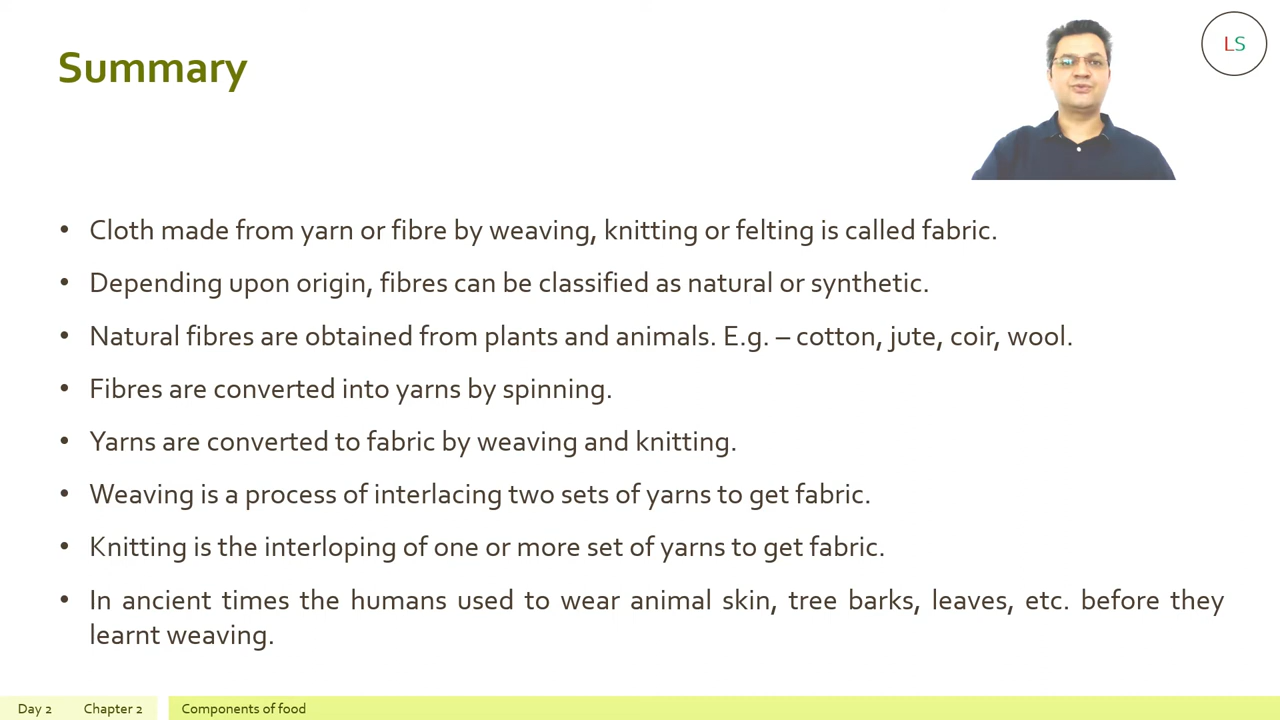 Summary
LS
• Cloth made from yarn or fibre by weaving, knitting or felting is called fabric.
• Depending upon origin, fibres can be classified as natural or synthetic.
• Natural fibres are obtained from plants and animals. E.g. – cotton, jute, coir, wool.
• Fibres are converted into yarns by spinning.
• Yarns are converted to fabric by weaving and knitting.
• Weaving is a process of interlacing two sets of yarns to get fabric.
• Knitting is the interloping of one or more set of yarns to get fabric.
• In ancient times the humans used to wear animal skin, tree barks, leaves, etc. before they
learnt weaving.
Day 2 Chapter 2 Components of food